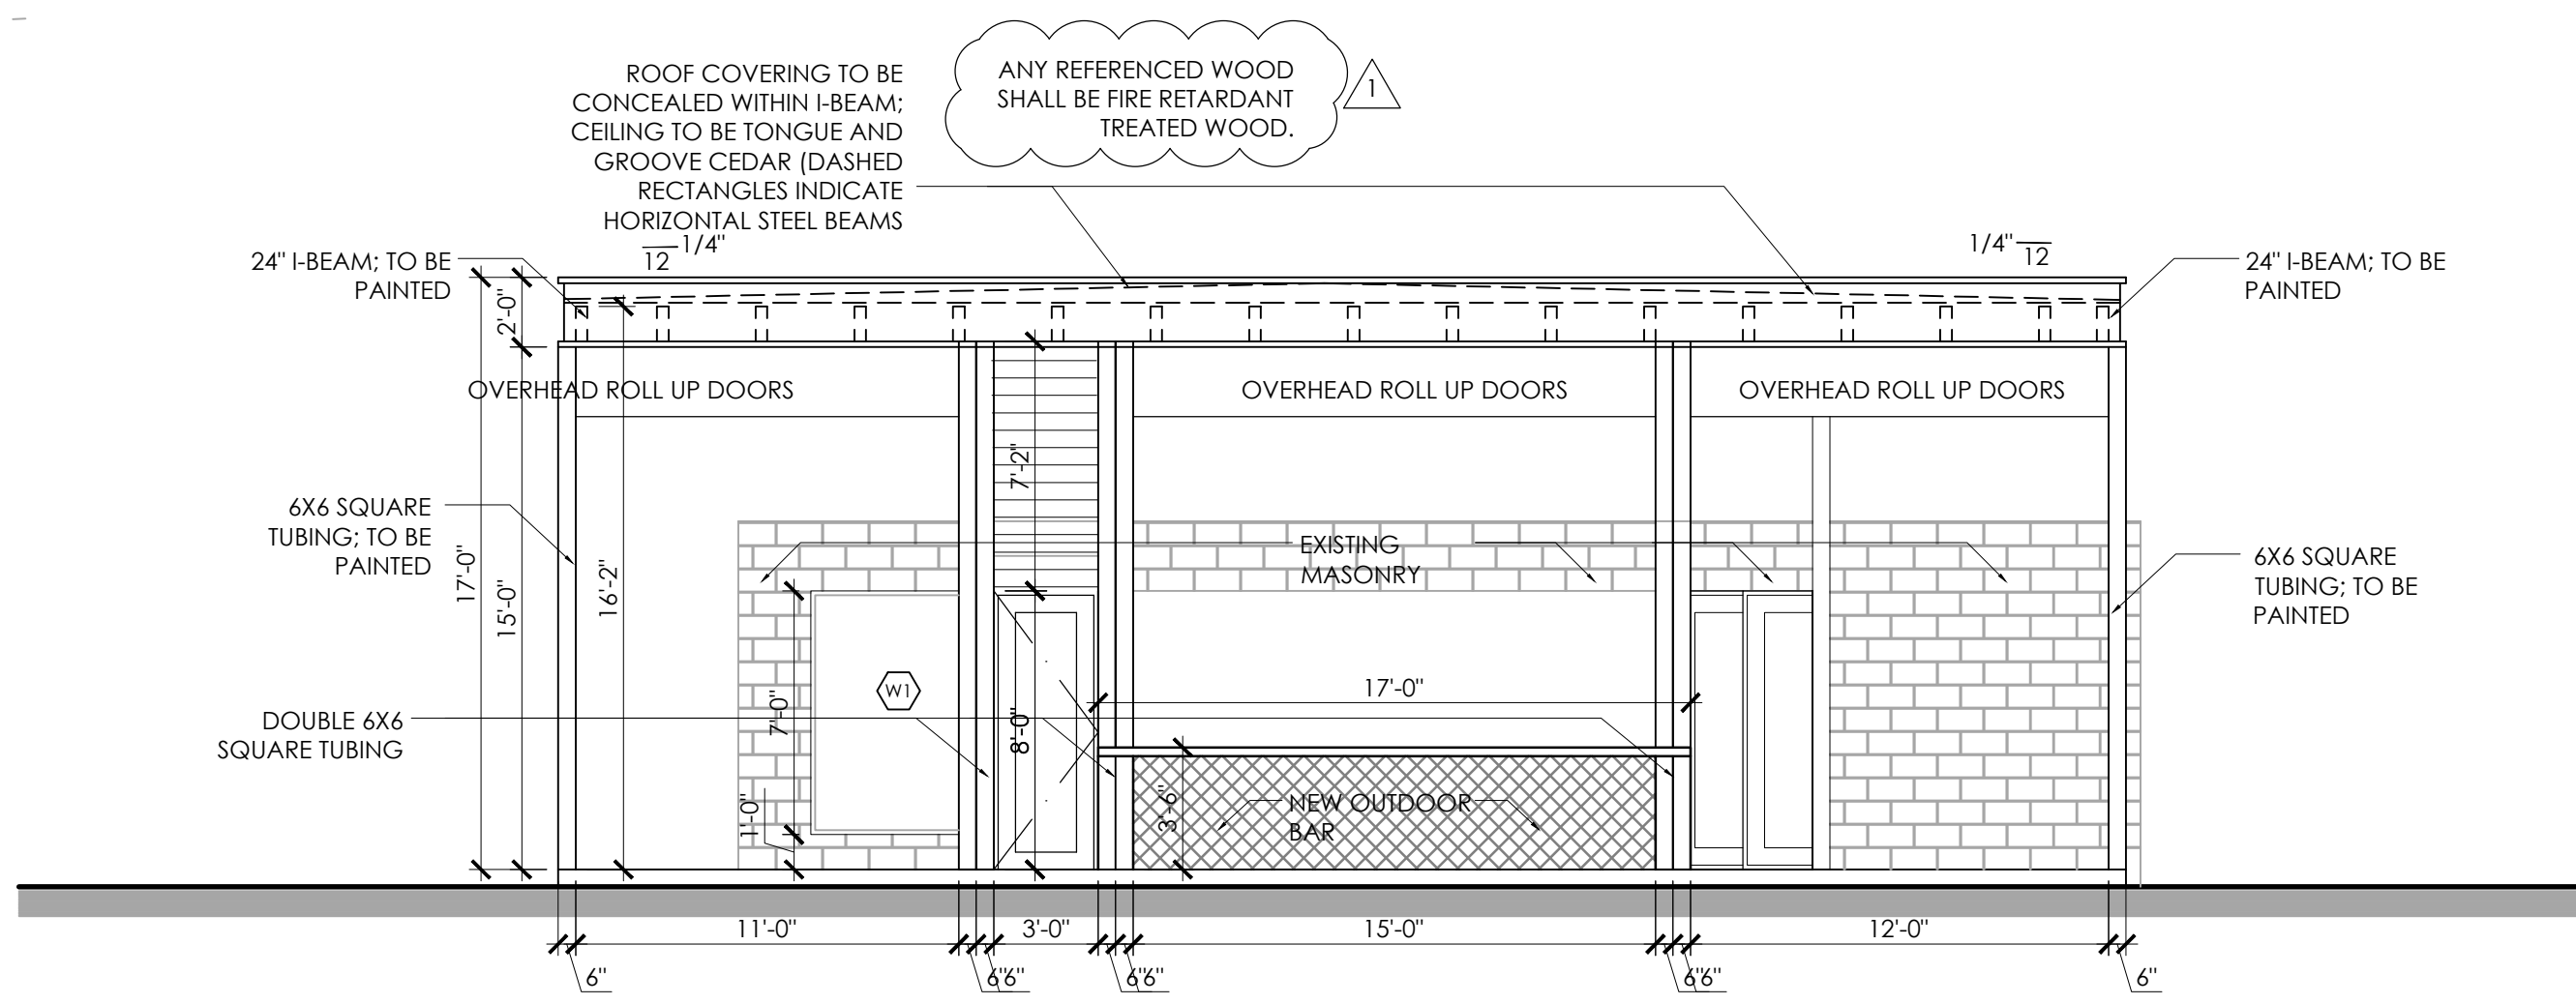 ROOF COVERING TO BE
CONCEALED WITHIN I-BEAM;
CEILING TO BE TONGUE AND
GROOVE CEDAR (DASHED
RECTANGLES INDICATE
HORIZONTAL STEEL BEAMS
ANY REFERENCED WOOD
SHALL BE FIRE RETARDANT
TREATED WOOD.
1
1/4"
12
1/4"
12
24" I-BEAM; TO BE
PAINTED
24" I-BEAM; TO BE
PAINTED
2'-0"
OVERHEAD ROLL UP DOORS
OVERHEAD ROLL UP DOORS
OVERHEAD ROLL UP DOORS
7'-2"
6X6 SQUARE
TUBING; TO BE
PAINTED
17'-0"
15'-0"
16'-2"
EXISTING
MASONRY
6X6 SQUARE
TUBING; TO BE
PAINTED
W1
7'-0"
17'-0"
DOUBLE 6X6
SQUARE TUBING
8'-0"
1'-0"
3'-6"
NEW OUTDOOR
BAR
11'-0"
3'-0"
15'-0"
12'-0"
6"
6"
6"
6"
6"
6"
6"
6"